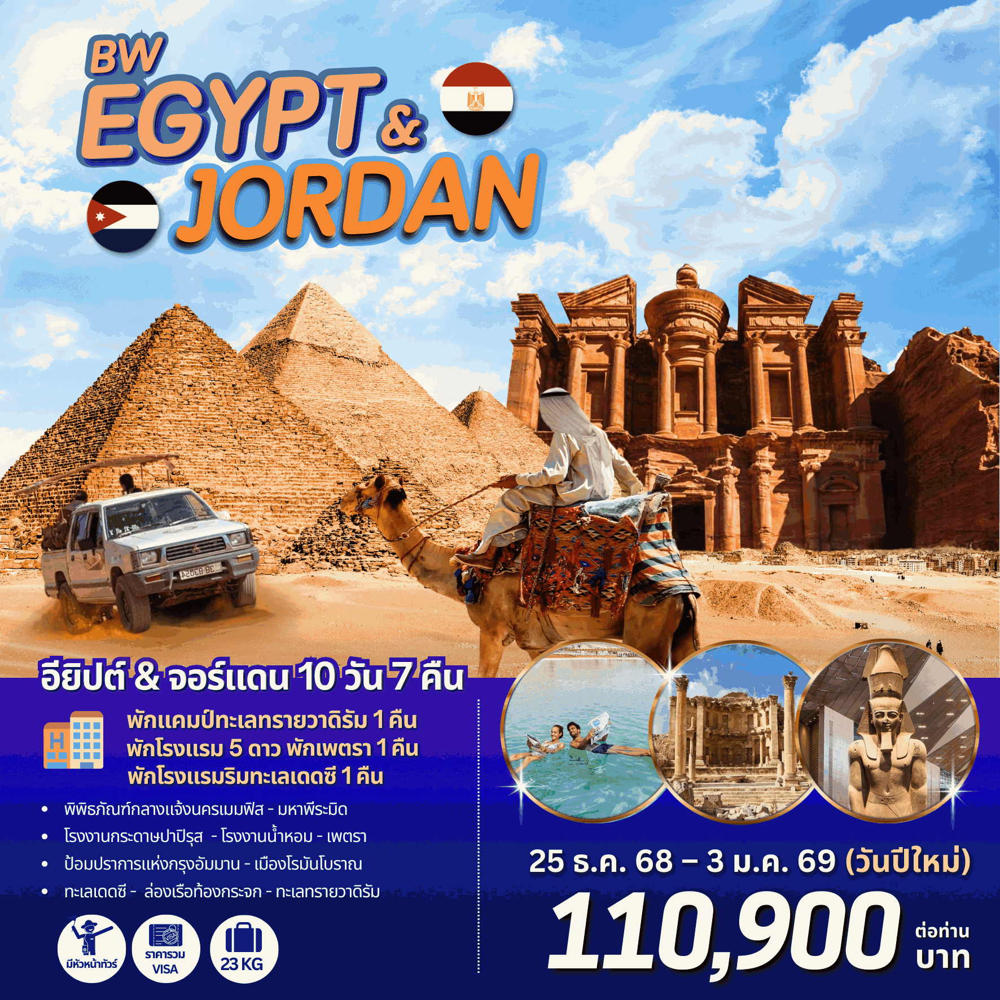 BW
EGYPT &
JORDAN
อียิปต์ & จอร์แดน 10 วัน 7 คืน
พักแคมป์ทะเลทรายวาดิรัม 1 คืน
พักโรงแรม 5 ดาว พักเพตรา 1 คืน
พักโรงแรมริมทะเลเดดซี 1 คืน
• พิพิธภัณฑ์กลางแจ้งนครเมมฟิส - มหาพีระมิด
• โรงงานกระดาษปาปิรุส - โรงงานน้ำหอม - เพตรา
• ป้อมปราการแห่งกรุงอัมมาน - เมืองโรมันโบราณ
• ทะเลเดดซี - ล่องเรือท้องกระจก - ทะเลทรายวาดิรัม
มีหัวหน้าทัวร์
VISA
ราคารวม
VISA
23 KG
25 ธ.ค. 68 – 3 ม.ค. 69 (วันปีใหม่)
110,900
ต่อท่าน
บาท